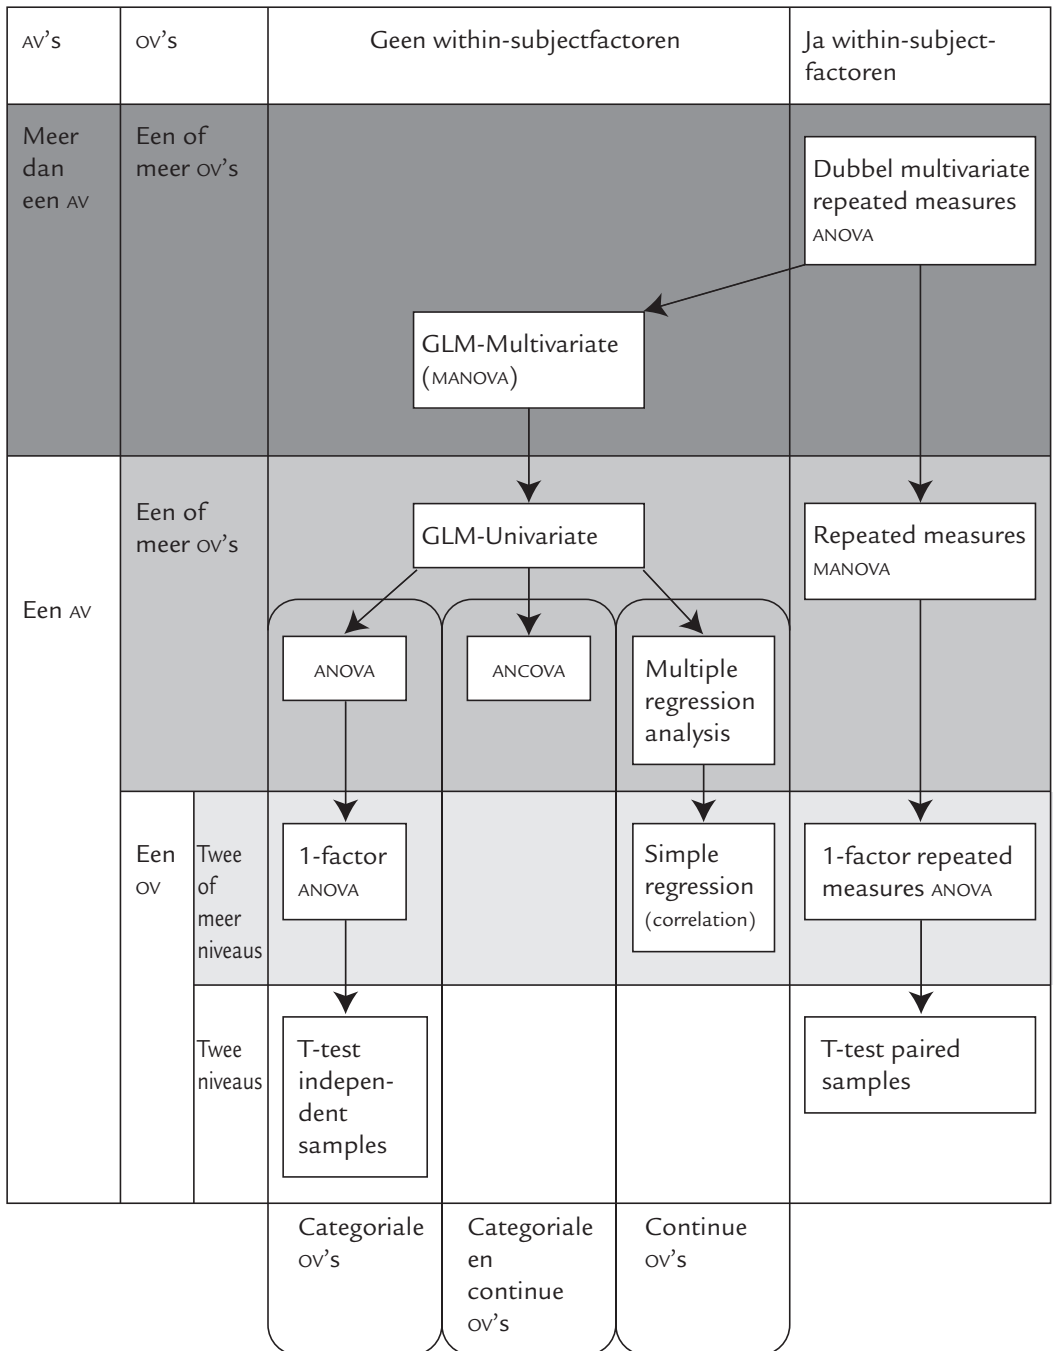 AV's
OV's
Geen within-subjectfactoren
Ja within-subject-
factoren
Meer
dan
een AV
Een of
meer OV's
Dubbel multivariate
repeated measures
ANOVA
GLM-Multivariate
(MANOVA)
Een AV
Een of
meer OV's
GLM-Univariate
Repeated measures
MANOVA
ANOVA
ANCOVA
Multiple
regression
analysis
Een
OV
Twee
of
meer
niveaus
1-factor
ANOVA
Simple
regression
(correlation)
1-factor repeated
measures ANOVA
Twee
niveaus
T-test
indepen-
dent
samples
T-test paired
samples
Categoriale
OV's
Categoriale
en
continue
OV's
Continue
OV's